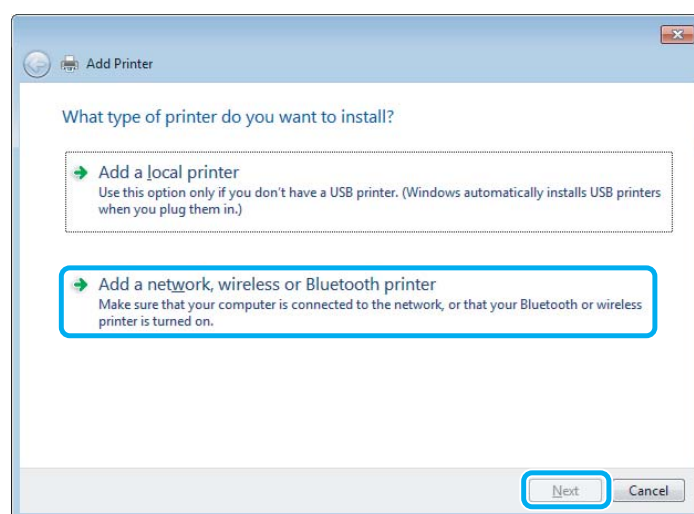 Add Printer
What type of printer do you want to install?
Add a local printer
Use this option only if you don't have a USB printer. (Windows automatically installs USB printers
when you plug them in.)
Add a network, wireless or Bluetooth printer
Make sure that your computer is connected to the network, or that your Bluetooth or wireless
printer is turned on.
Next
Cancel